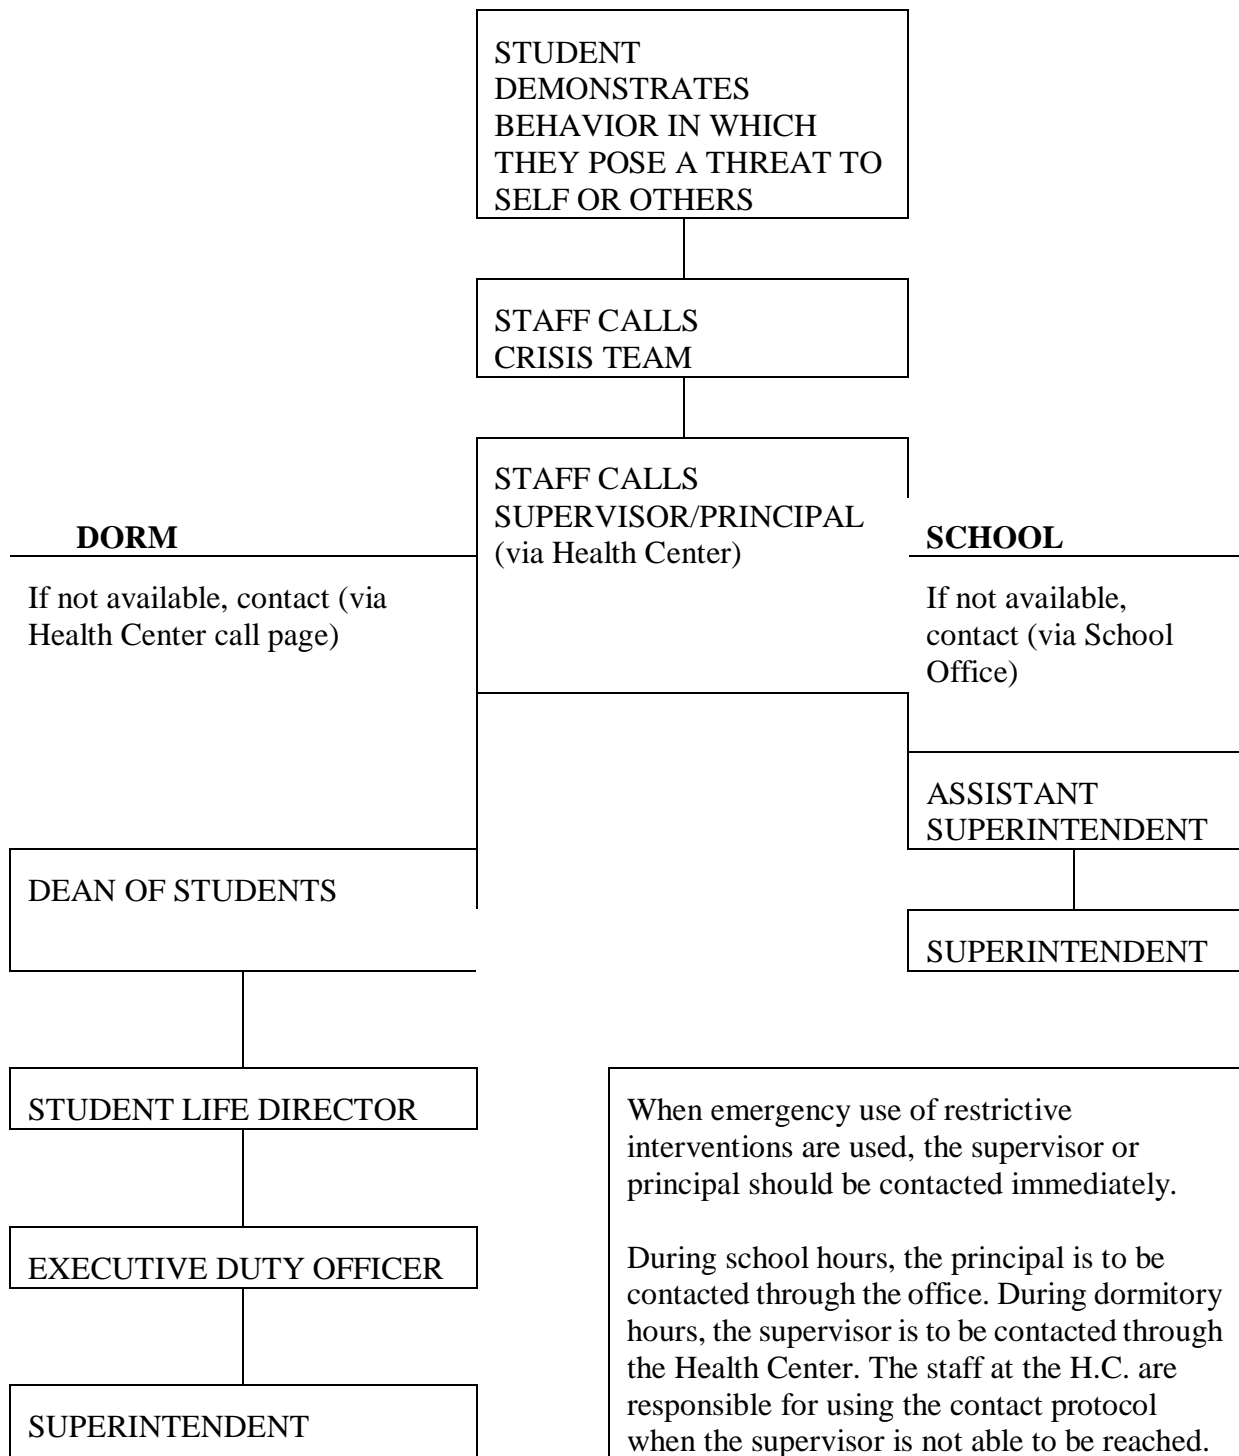 STUDENT
DEMONSTRATES
BEHAVIOR IN WHICH
THEY POSE A THREAT TO
SELF OR OTHERS
STAFF CALLS
CRISIS TEAM
STAFF CALLS
SUPERVISOR/PRINCIPAL
(via Health Center)
DORM
If not available, contact (via
Health Center call page)
DEAN OF STUDENTS
STUDENT LIFE DIRECTOR
EXECUTIVE DUTY OFFICER
SUPERINTENDENT
SCHOOL
If not available,
contact (via School
Office)
ASSISTANT
SUPERINTENDENT
SUPERINTENDENT
When emergency use of restrictive
interventions are used, the supervisor or
principal should be contacted immediately.
During school hours, the principal is to be
contacted through the office. During dormitory
hours, the supervisor is to be contacted through
the Health Center. The staff at the H.C. are
responsible for using the contact protocol
when the supervisor is not able to be reached.